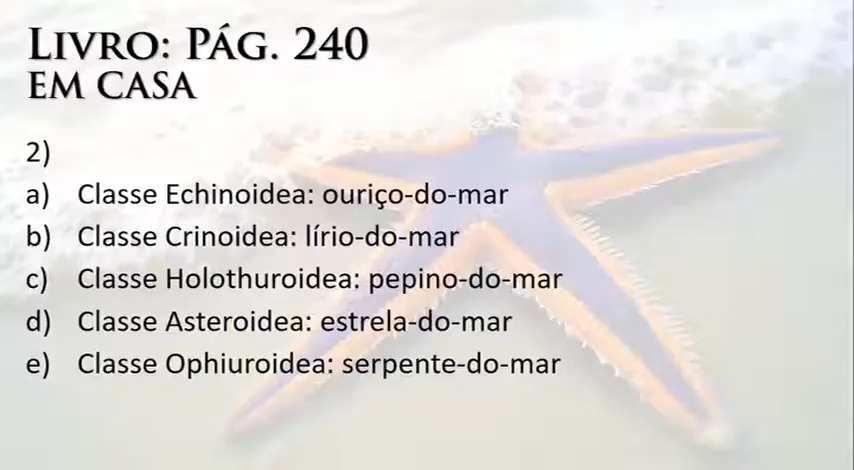 LIVRO: PÁG. 240
EM CASA
2)
a) Classe Echinoidea: ouriço-do-mar
b) Classe Crinoidea: lírio-do-mar
c) Classe Holothuroidea: pepino-do-mar
d) Classe Asteroidea: estrela-do-mar
e) Classe Ophiuroidea: serpente-do-mar